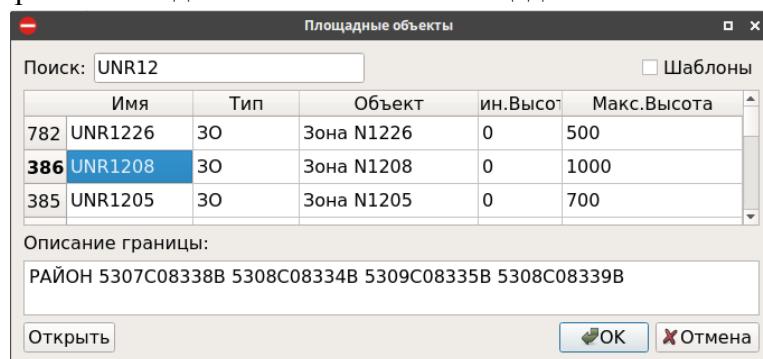 Площадные объекты
Поиск: UNR12 Шаблоны
Имя Тип Объект ин.Высот Макс.Высота
782 UNR1226 ЗО Зона N1226 0 500
386 UNR1208 ЗО Зона N1208 0 1000
385 UNR1205 ЗО Зона N1205 0 700
Описание границы:
РАЙОН 5307С08338В 5308С08334В 5309С08335В 5308С08339В
Открыть ОК Отмена